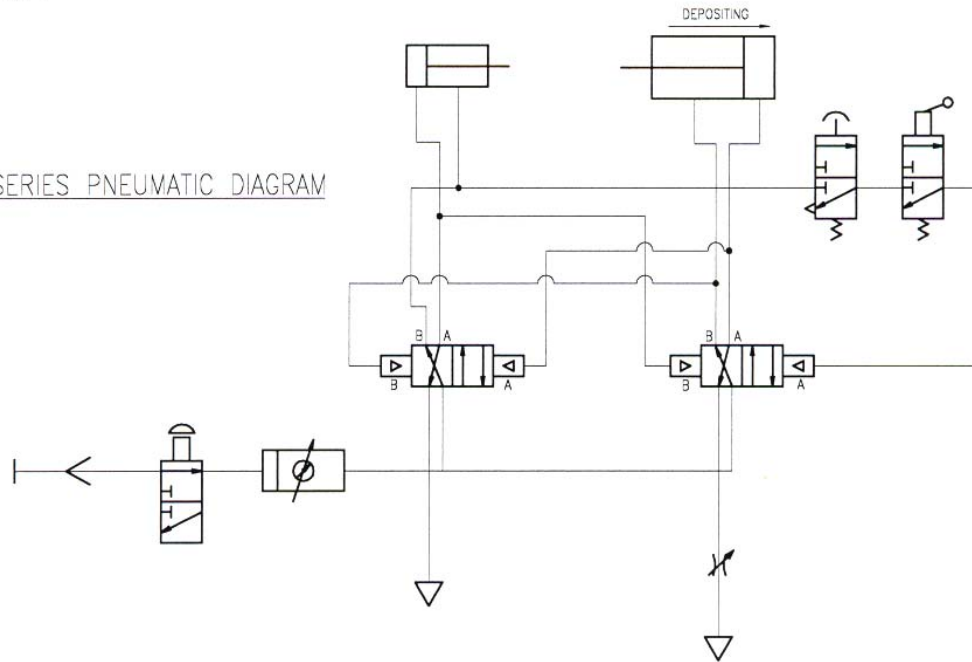 DEPOSITING
SERIES PNEUMATIC DIAGRAM
B A
B A
B A
B A